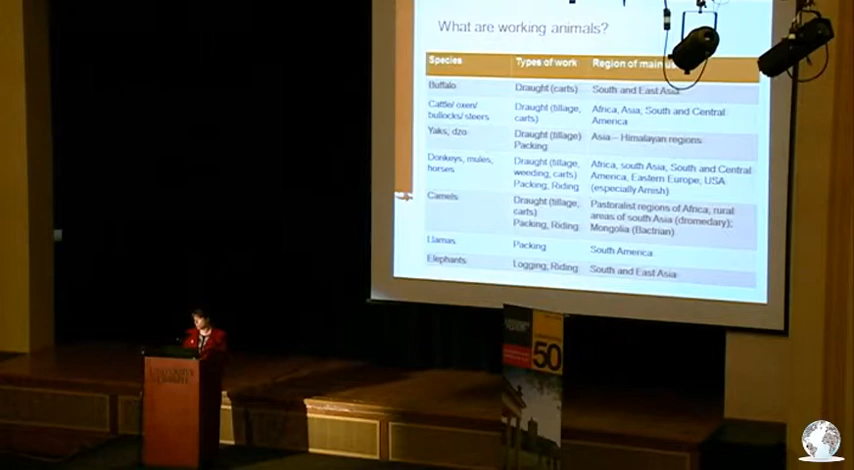 What are working animals?
Species Types of work Region of main
Buffalo Draught (carts) South and East Asia
Cattle/ oxen/ Draught (tillage, Africa, Asia, South and Central
bullocks/ steers carts) America
Yaks, dzo Draught (tillage) Asia – Himalayan regions
Packing
Donkeys, mules, Draught (tillage, Africa, south Asia, South and Central
horses weeding, carts) America, Eastern Europe, USA
Packing, Riding (especially Amish)
Camels Draught (tillage, Pastoralist regions of Africa, rural
carts) areas of south Asia (dromedary);
Packing, Riding Mongolia (Bactrian)
Llamas Packing South America
Elephants Logging, Riding South and East Asia
50